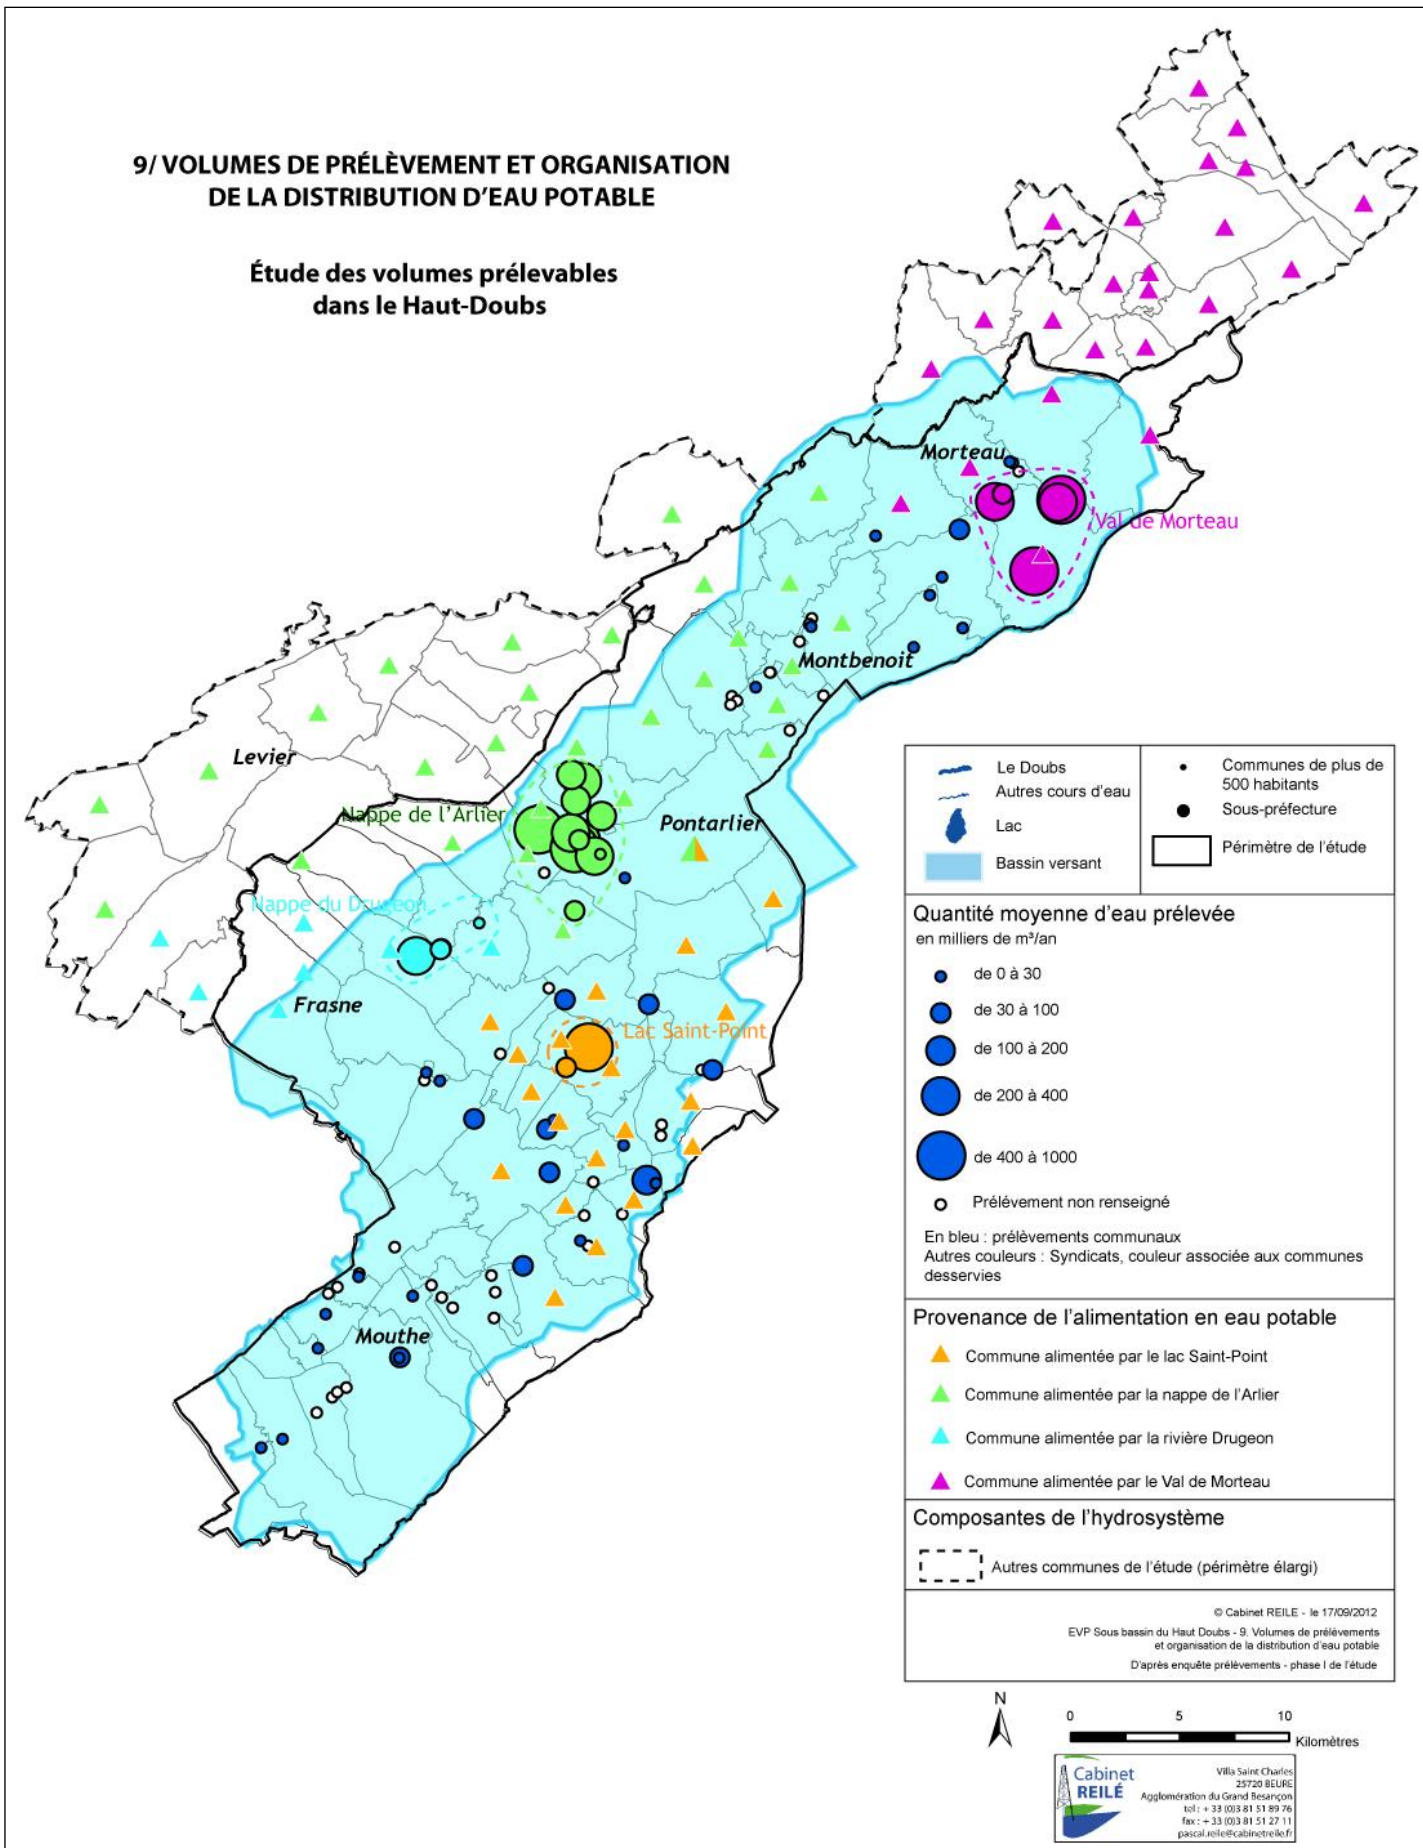 9/ VOLUMES DE PRÉLÈVEMENT ET ORGANISATION
DE LA DISTRIBUTION D'EAU POTABLE
Étude des volumes prélevables
dans le Haut-Doubs
Morteau
Val de Morteau
Montbenoit
Levier
Nappe de l'Arlier
Pontarlier
Nappe du Drugeon
Frasne
Lac Saint-Point
Mouthe
Le Doubs
Autres cours d'eau
Lac
Bassin versant
Communes de plus de
500 habitants
Sous-préfecture
Périmètre de l'étude
Quantité moyenne d'eau prélevée
en milliers de m³/an
de 0 à 30
de 30 à 100
de 100 à 200
de 200 à 400
de 400 à 1000
Prélévement non renseigné
En bleu : prélèvements communaux
Autres couleurs : Syndicats, couleur associée aux communes
desservies
Provenance de l'alimentation en eau potable
Commune alimentée par le lac Saint-Point
Commune alimentée par la nappe de l'Arlier
Commune alimentée par la rivière Drugeon
Commune alimentée par le Val de Morteau
Composantes de l'hydrosystème
Autres communes de l'étude (périmètre élargi)
© Cabinet REILE - le 17/09/2012
EVP Sous bassin du Haut Doubs - 9. Volumes de prélèvements
et organisation de la distribution d'eau potable
D'après enquête prélèvements - phase I de l'étude
N
0 5 10
Kilomètres
Cabinet
REILÉ
Villa Saint Charles
25720 BEURE
Agglomération du Grand Besançon
tel : + 33 (0)3 81 51 89 76
fax : + 33 (0)3 81 51 27 11
pascal.reile@cabinetreile.fr